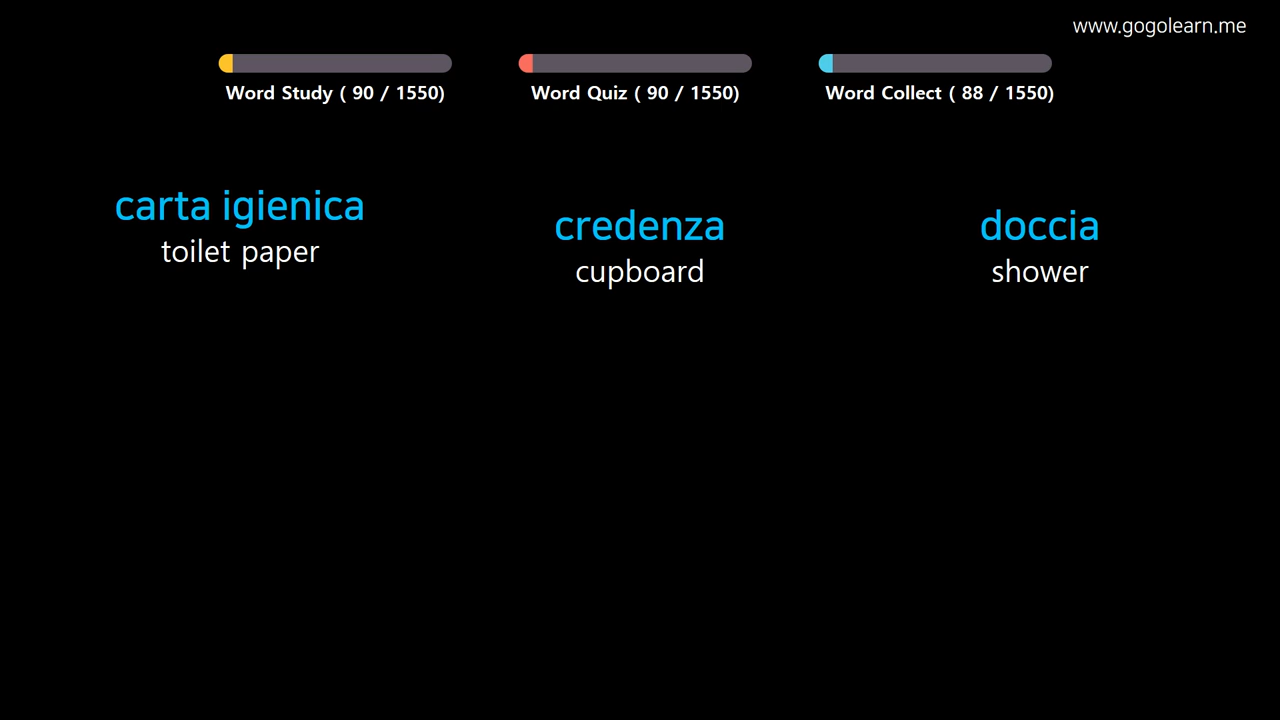 www.gogolearn.me
Word Study ( 90 / 1550)
Word Quiz ( 90 / 1550)
Word Collect ( 88 / 1550)
carta igienica
toilet paper
credenza
cupboard
doccia
shower